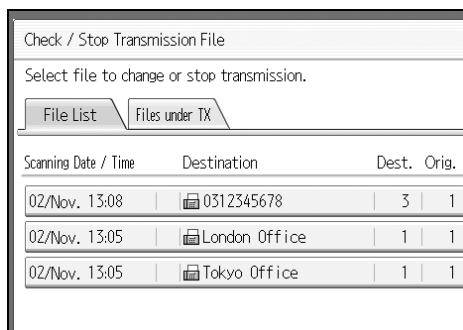 Check / Stop Transmission File
Select file to change or stop transmission.
File List Files under TX
Scanning Date / Time Destination Dest. Orig.
02/Nov. 13:08 0312345678 3 1
02/Nov. 13:05 London Office 1 1
02/Nov. 13:05 Tokyo Office 1 1